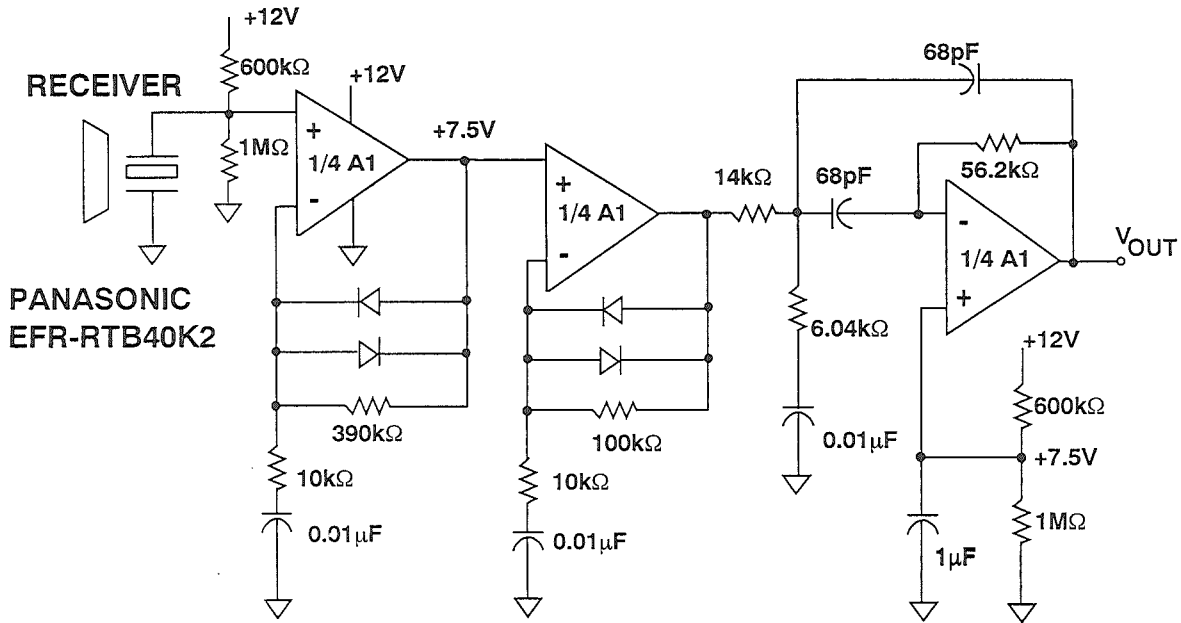 +12V
600kΩ
RECEIVER
+12V
+
1MΩ
1/4 A1
-
+7.5V
PANASONIC
EFR-RTB40K2
390kΩ
10kΩ
0.01µF
+
1/4 A1
-
100kΩ
10kΩ
0.01µF
14kΩ
68pF
68pF
56.2kΩ
-
1/4 A1
+
VOUT
6.04kΩ
0.01µF
+12V
600kΩ
+7.5V
1MΩ
1µF